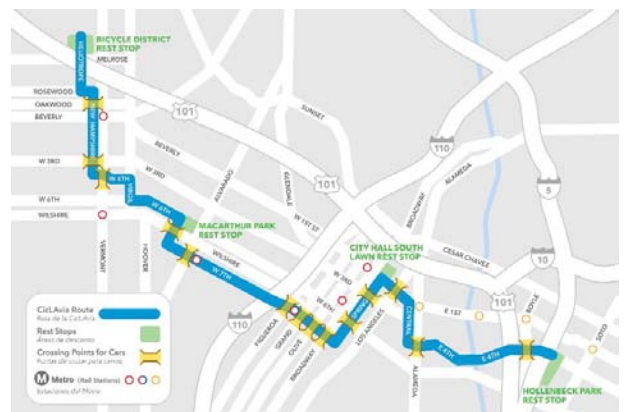 BICYCLE DISTRICT
REST STOP
HELIOTROPE
MELROSE
ROSEWOOD
OAKWOOD
BEVERLY
NEW HAMPSHIRE
101
SUNSET
W 3RD
W 4TH
VIRGIL
BEVERLY
W 3RD
ALVARADO
GLENDALE
W 1ST ST
101
110
BROADWAY
ALAMEDA
5
W 6TH
WILSHIRE
W 6TH
MACARTHUR PARK
REST STOP
VERMONT
HOOVER
WILSHIRE
W 7TH
CITY HALL SOUTH
LAWN REST STOP
CESAR CHAVES
10
W 3RD
W 6TH
SPRING
LOS ANGELES
CENTRAL
E 1ST
101
BOYLE
SOTO
110
FIGUEROA
GRAND
OLIVE
BROADWAY
ALAMEDA
E 4TH
E 4TH
HOLLENBECK PARK
REST STOP
CicLAvia Route
Ruta de la CicLAvia
Rest Stops
Áreas de descanso
Crossing Points for Cars
Puntos de cruzar para carros
M Metro (Rail Stations)
Estaciones del Metro